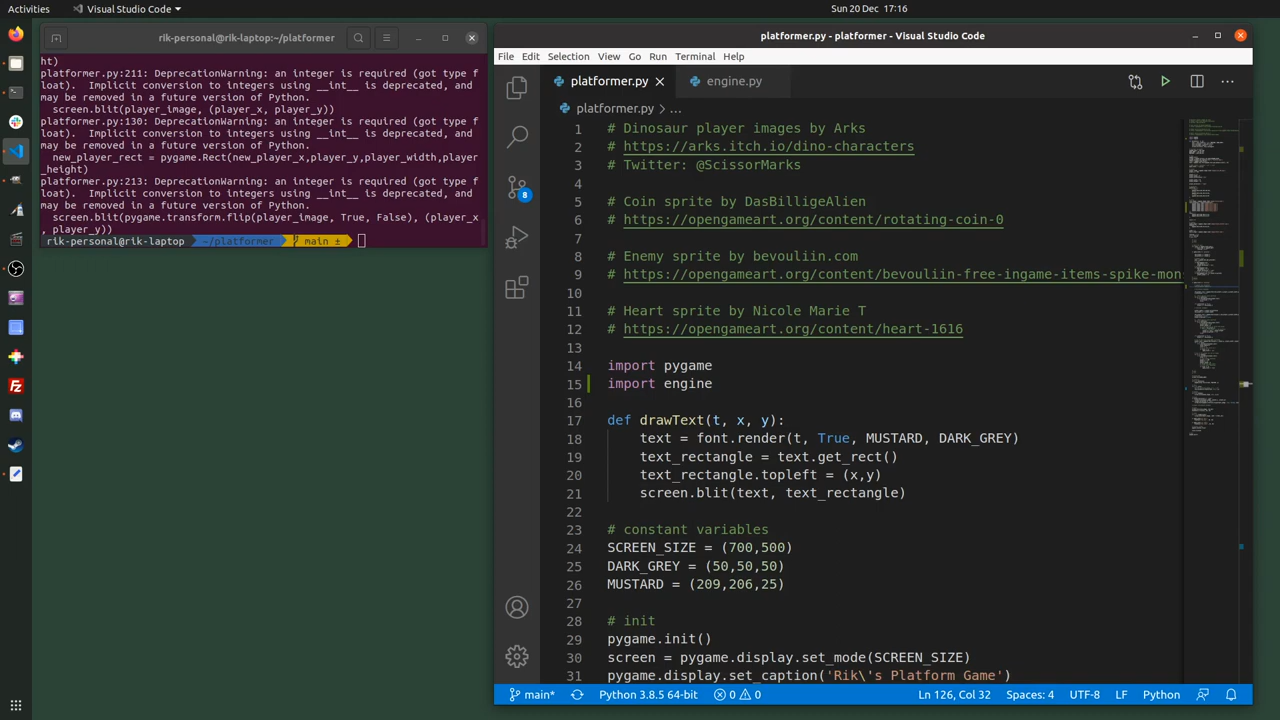 Activities
Visual Studio Code
Sun 20 Dec 17:16
rik-personal@rik-laptop:~/platformer
ht)
platformer.py:211: DeprecationWarning: an integer is required (got type f
loat).  Implicit conversion to integers using __int__ is deprecated, and
may be removed in a future version of Python.
  screen.blit(player_image, (player_x, player_y))
platformer.py:130: DeprecationWarning: an integer is required (got type f
loat).  Implicit conversion to integers using __int__ is deprecated, and
may be removed in a future version of Python.
  new_player_rect = pygame.Rect(new_player_x,player_y,player_width,player
_height)
platformer.py:213: DeprecationWarning: an integer is required (got type f
loat).  Implicit conversion to integers using __int__ is deprecated, and
may be removed in a future version of Python.
  screen.blit(pygame.transform.flip(player_image, True, False), (player_x
, player_y))
rik-personal@rik-laptop ~/platformer main ±
platformer.py - platformer - Visual Studio Code
File Edit Selection View Go Run Terminal Help
platformer.py engine.py
platformer.py > ...
8
1 # Dinosaur player images by Arks
2 # https://arks.itch.io/dino-characters
3 # Twitter: @ScissorMarks
4
5 # Coin sprite by DasBilligeAlien
6 # https://opengameart.org/content/rotating-coin-0
7
8 # Enemy sprite by bevouliin.com
9 # https://opengameart.org/content/bevouliin-free-ingame-items-spike-mon
10
11 # Heart sprite by Nicole Marie T
12 # https://opengameart.org/content/heart-1616
13
14 import pygame
15 import engine
16
17 def drawText(t, x, y):
18     text = font.render(t, True, MUSTARD, DARK_GREY)
19     text_rectangle = text.get_rect()
20     text_rectangle.topleft = (x,y)
21     screen.blit(text, text_rectangle)
22
23 # constant variables
24 SCREEN_SIZE = (700,500)
25 DARK_GREY = (50,50,50)
26 MUSTARD = (209,206,25)
27
28 # init
29 pygame.init()
30 screen = pygame.display.set_mode(SCREEN_SIZE)
31 pygame.display.set_caption('Rik\'s Platform Game')
main* Python 3.8.5 64-bit 0 0 Ln 126, Col 32 Spaces: 4 UTF-8 LF Python